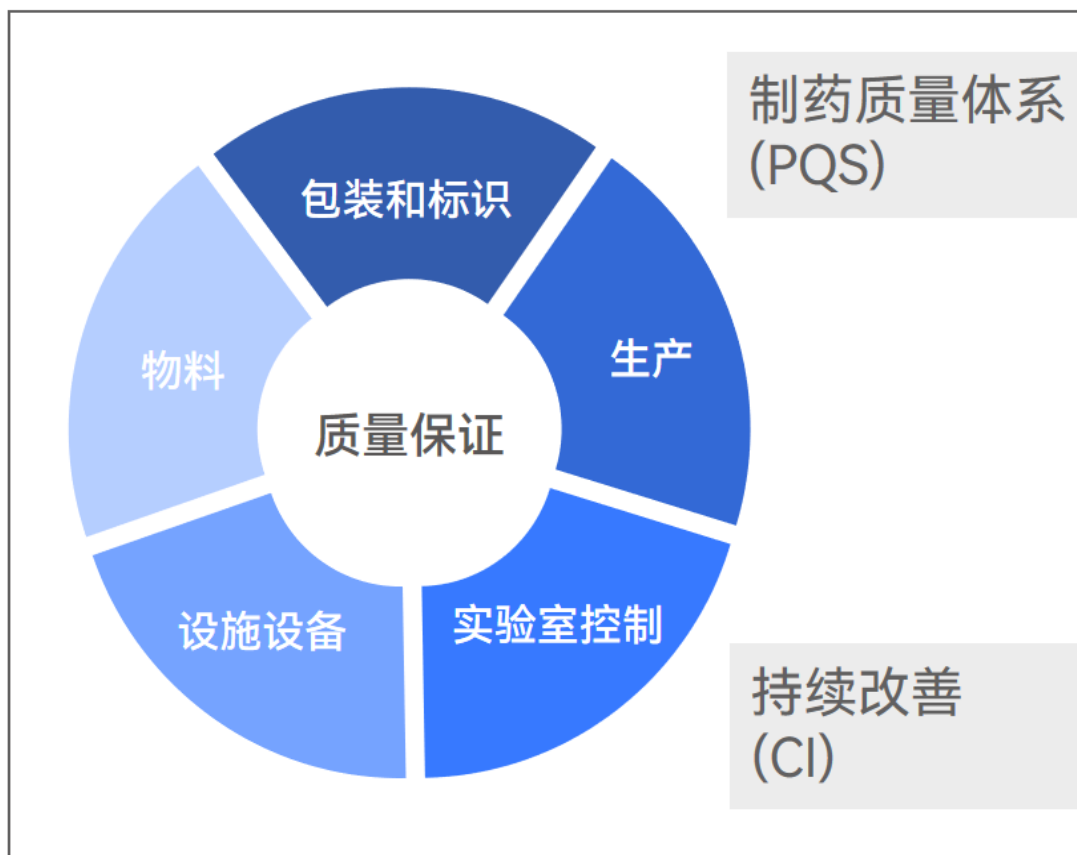 制药质量体系
(PQS)
包装和标识
生产
物料
质量保证
实验室控制
设施设备
持续改善
(CI)